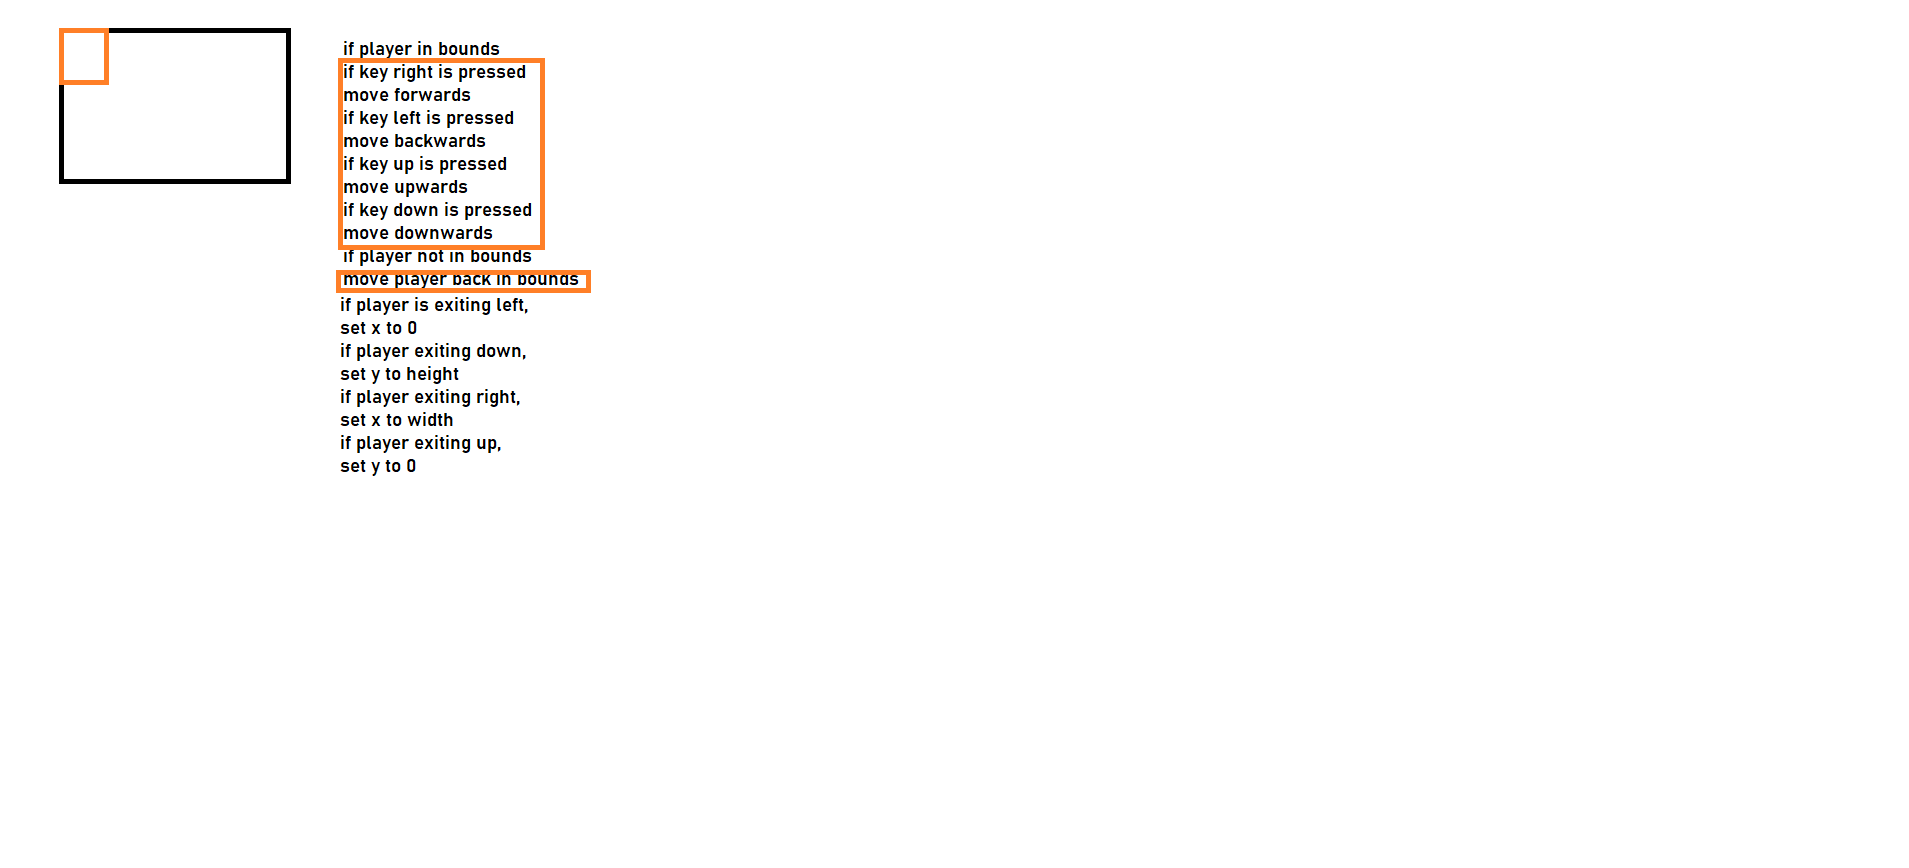 if player in bounds
if key right is pressed
move forwards
if key left is pressed
move backwards
if key up is pressed
move upwards
if key down is pressed
move downwards
if player not in bounds
move player back in bounds
if player is exiting left,
set x to 0
if player exiting down,
set y to height
if player exiting right,
set x to width
if player exiting up,
set y to 0